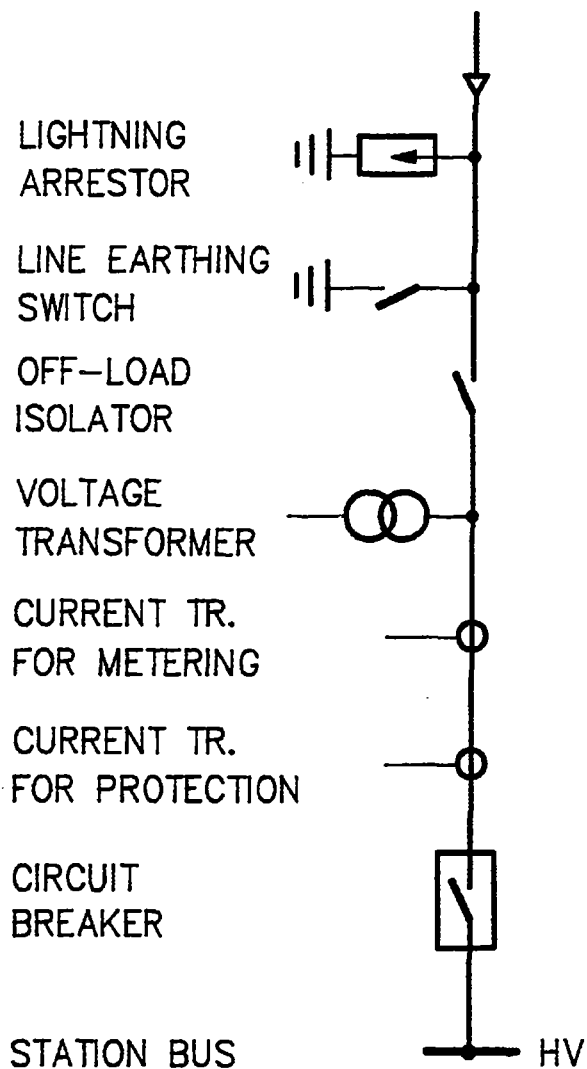 LIGHTNING
ARRESTOR
LINE EARTHING
SWITCH
OFF-LOAD
ISOLATOR
VOLTAGE
TRANSFORMER
CURRENT TR.
FOR METERING
CURRENT TR.
FOR PROTECTION
CIRCUIT
BREAKER
STATION BUS HV